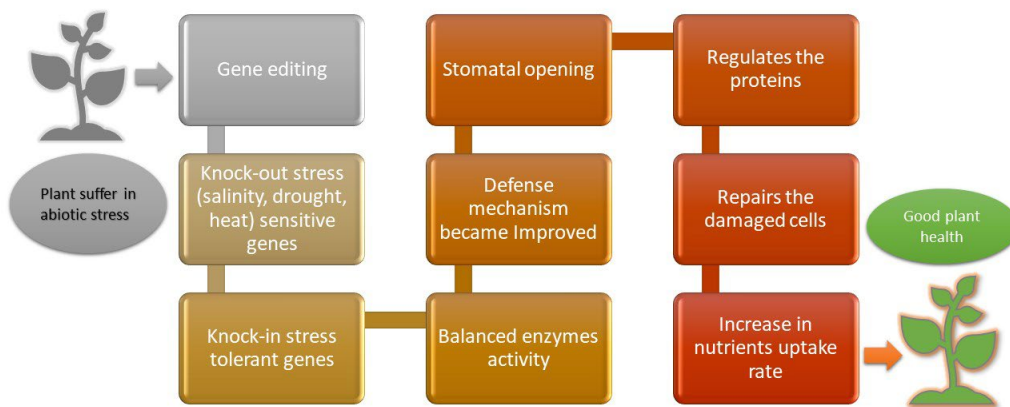 Plant suffer in
abiotic stress
Gene editing
Knock-out stress
(salinity, drought,
heat) sensitive
genes
Knock-in stress
tolerant genes
Balanced enzymes
activity
Defense
mechanism
became Improved
Stomatal opening
Regulates the
proteins
Repairs the
damaged cells
Increase in
nutrients uptake
rate
Good plant
health